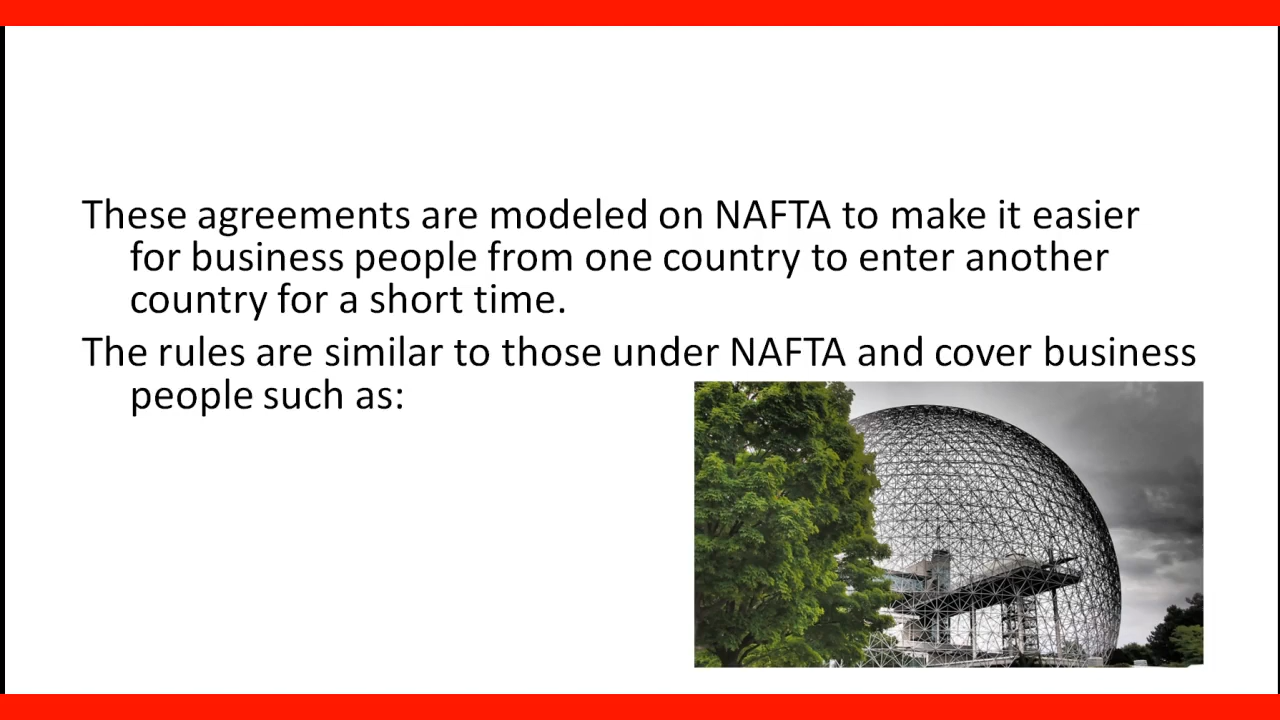 These agreements are modeled on NAFTA to make it easier
for business people from one country to enter another
country for a short time.
The rules are similar to those under NAFTA and cover business
people such as: